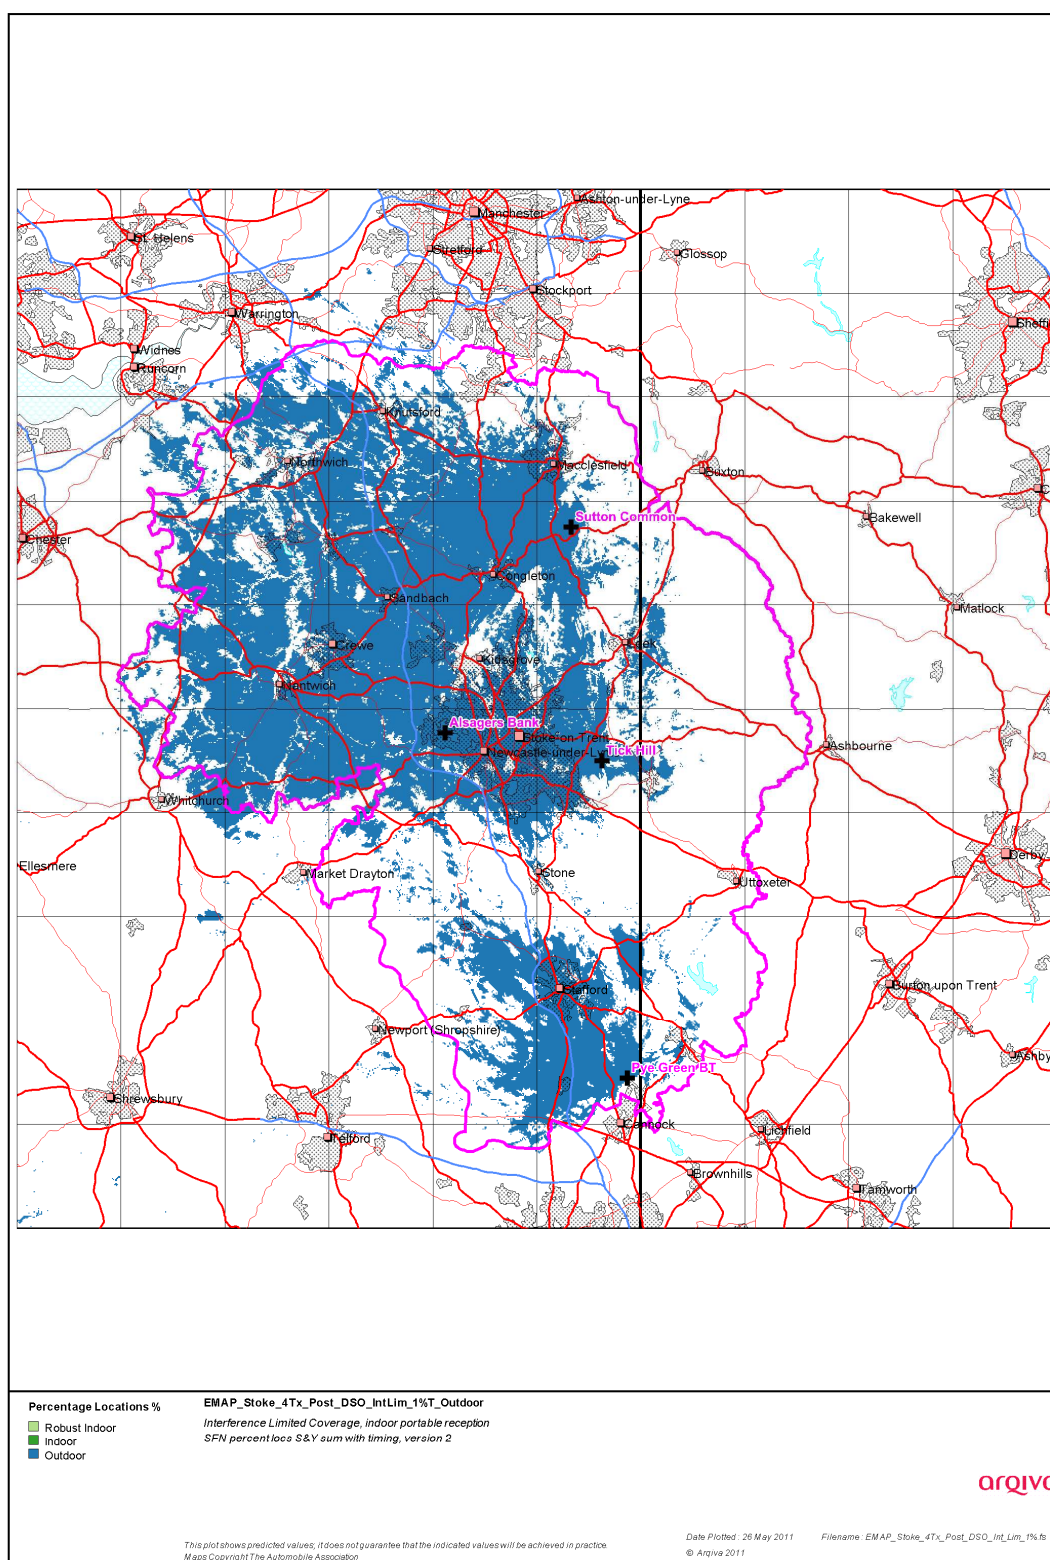 Ashton-under-Lyne
Manchester
St. Helens
Stretford
Glossop
Stockport
Warrington
Sheffi
Widnes
Runcorn
Knutsford
Northwich
Macclesfield
Buxton
C
Sutton Common
Bakewell
Chester
Congleton
Sandbach
Matlock
Crewe
Leek
Kidsgrove
Nantwich
Alsagers Bank
Stoke-on-Trent
Ashbourne
Newcastle-under-Ly
Tick Hill
Whitchurch
Derby
Ellesmere
Market Drayton
Stone
Uttoxeter
Stafford
Burton upon Trent
Newport (Shropshire)
Ashby
Pye Green BT
Shrewsbury
Cannock
Lichfield
Telford
Brownhills
Tamworth
Percentage Locations %
Robust Indoor
Indoor
Outdoor
EMAP_Stoke_4Tx_Post_DSO_IntLim_1%T_Outdoor
Interference Limited Coverage, indoor portable reception
SFN percent locs S&Y sum with timing, version 2
arqiva
Date Plotted : 26 May 2011
Filename : EMAP_Stoke_4Tx_Post_DSO_Int_Lim_1%.fs
This plot shows predicted values; it does not guarantee that the indicated values will be achieved in practice.
Maps Copyright The Automobile Association
© Arqiva 2011